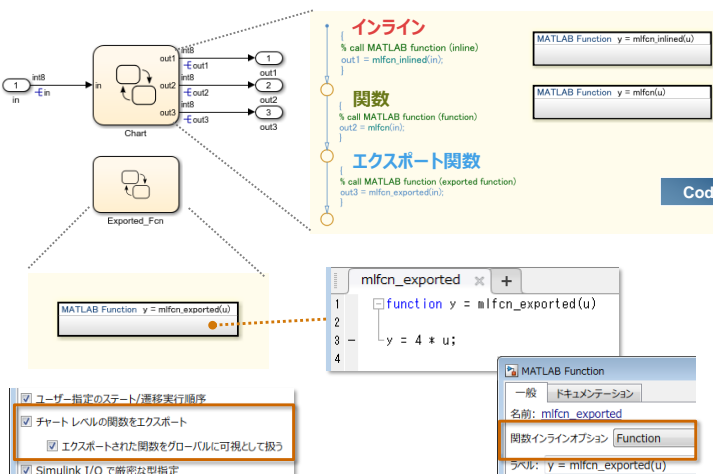 インライン
{
% call MATLAB function (inline)
out1 = mlfcn_inlined(in);
}
MATLAB Function y = mlfcn_inlined(u)
関数
{
% call MATLAB function (function)
out2 = mlfcn(in);
}
MATLAB Function y = mlfcn(u)
エクスポート関数
{
% call MATLAB function (exported function)
out3 = mlfcn_exported(in);
}
Cod
1
in
int8
in
in
out1
int8
out1
1
out1
out2
int8
out2
2
out2
out3
int8
out3
3
out3
Chart
Exported_Fcn
MATLAB Function y = mlfcn_exported(u)
mlfcn_exported × +
1 function y = mlfcn_exported(u)
2
3 – y = 4 * u;
4
ユーザー指定のステート/遷移実行順序
チャート レベルの関数をエクスポート
エクスポートされた関数をグローバルに可視として扱う
Simulink I/O で厳密な型指定
MATLAB Function
一般 ドキュメンテーション
名前: mlfcn_exported
関数インラインオプション Function
ラベル: y = mlfcn_exported(u)